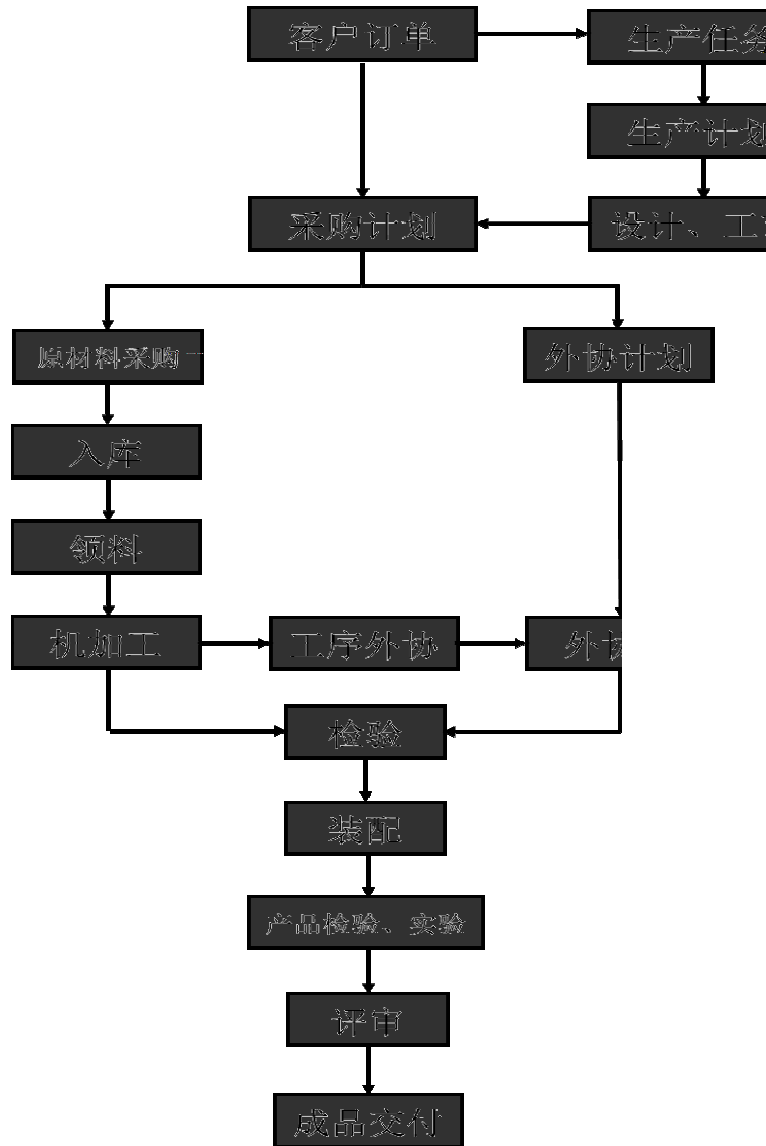 客户订单
生产任务
生产计划
采购计划
设计、工
原材料采购
外协计划
入库
领料
机加工
工序外协
外协
检验
装配
产品检验、实验
评审
成品交付